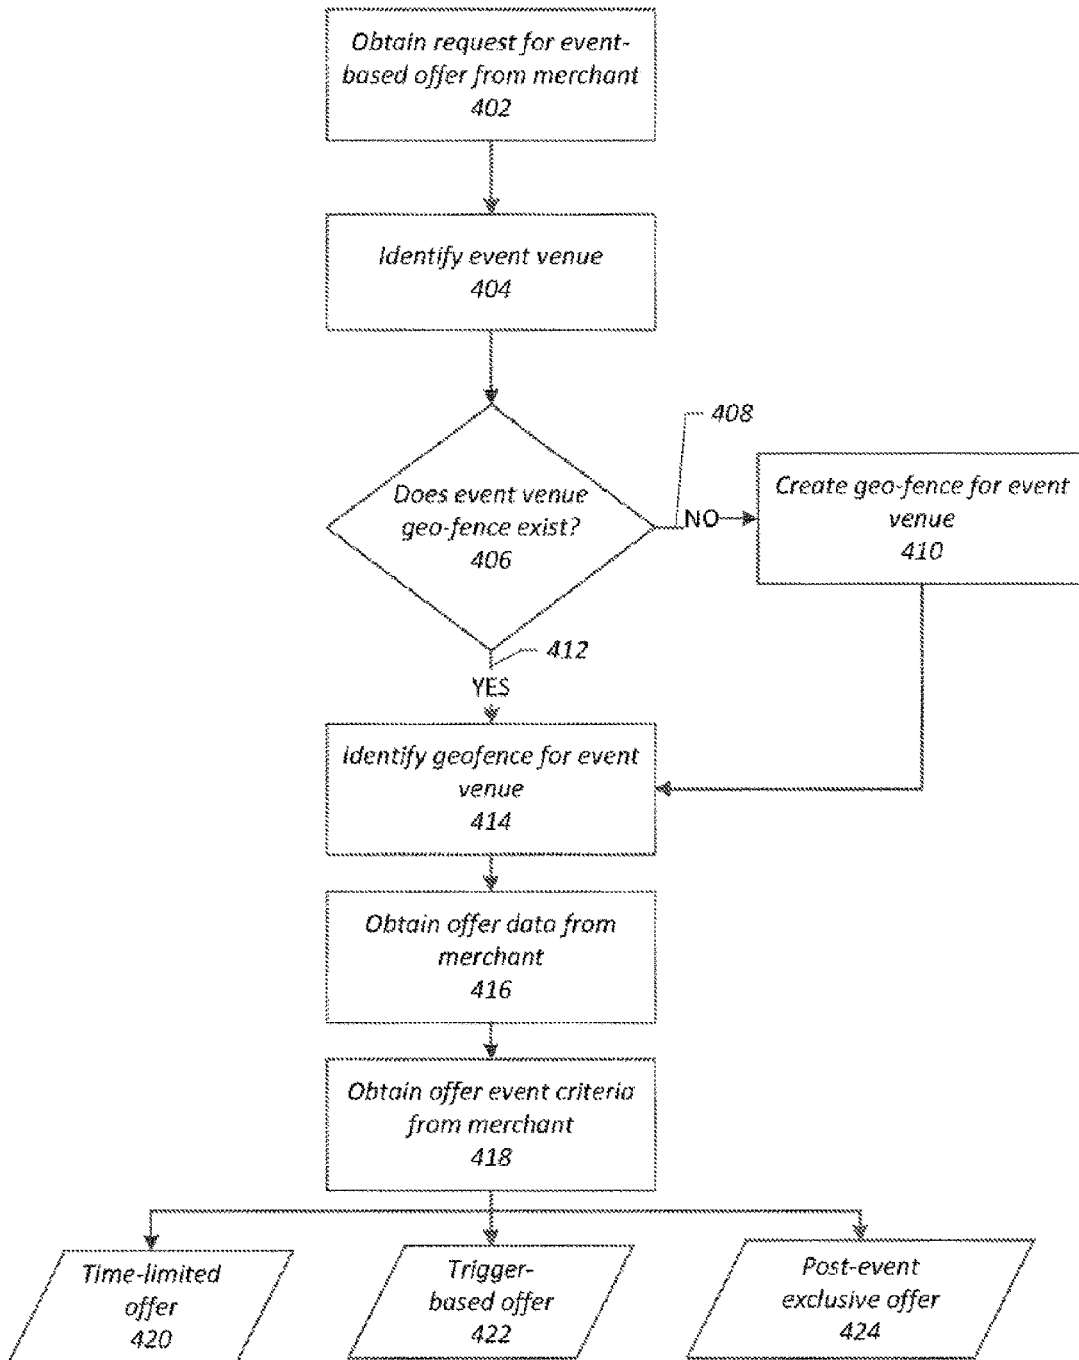 Obtain request for event-
based offer from merchant
402
Identify event venue
404
Does event venue
geo-fence exist?
406
408
NO
Create geo-fence for event
venue
410
412
YES
Identify geofence for event
venue
414
Obtain offer data from
merchant
416
Obtain offer event criteria
from merchant
418
Time-limited
offer
420
Trigger-
based offer
422
Post-event
exclusive offer
424